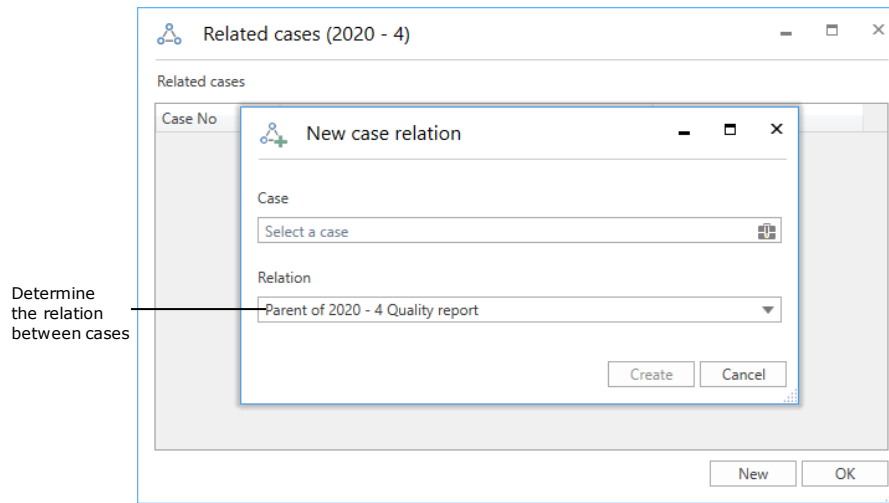 Related cases (2020 - 4)
Related cases
Case No
New case relation
Case
Select a case
Relation
Parent of 2020 - 4 Quality report
Determine
the relation
between cases
Create
Cancel
New
OK